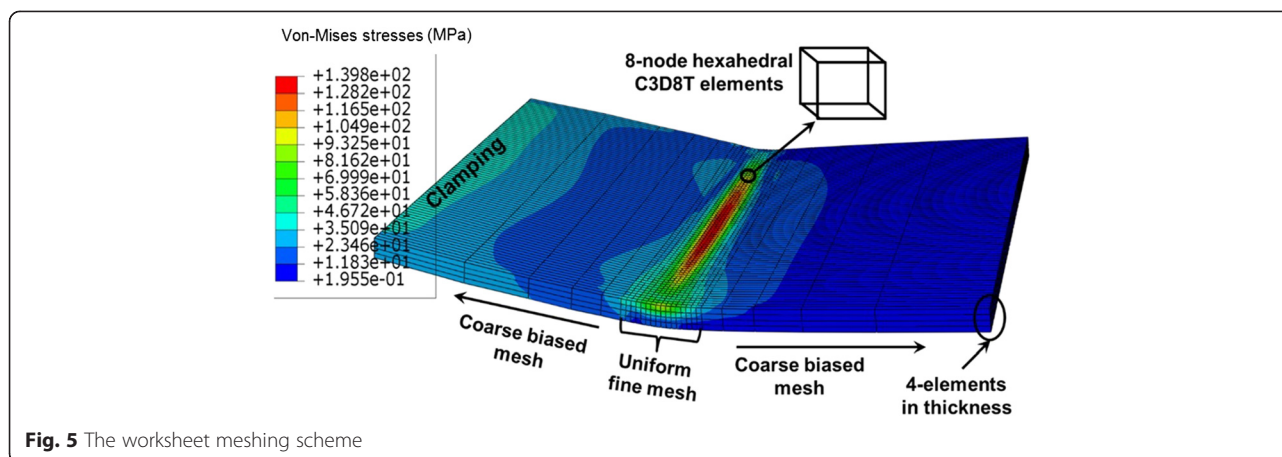 Von-Mises stresses (MPa)
+1.398e+02
+1.282e+02
+1.165e+02
+1.049e+02
+9.325e+01
+8.162e+01
+6.999e+01
+5.836e+01
+4.672e+01
+3.509e+01
+2.346e+01
+1.183e+01
+1.955e-01
8-node hexahedral
C3D8T elements
Clamping
Coarse biased
mesh
Uniform
fine mesh
Coarse biased
mesh
4-elements
in thickness
Fig. 5 The worksheet meshing scheme